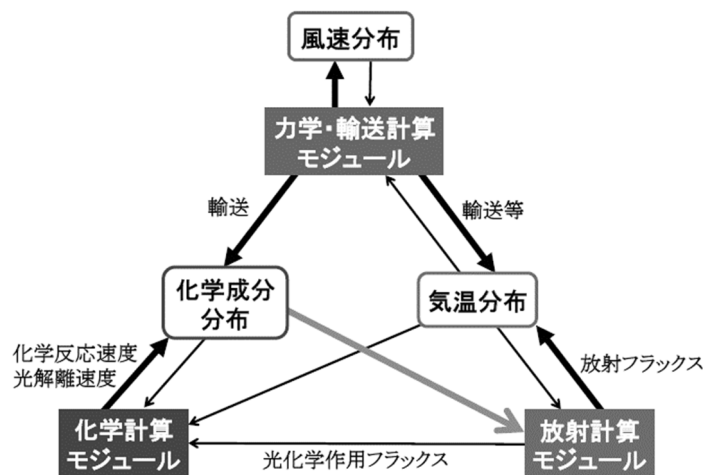 風速分布
力学・輸送計算
モジュール
輸送
輸送等
化学成分
分布
気温分布
化学反応速度
光解離速度
放射フラックス
化学計算
モジュール
光化学作用フラックス
放射計算
モジュール